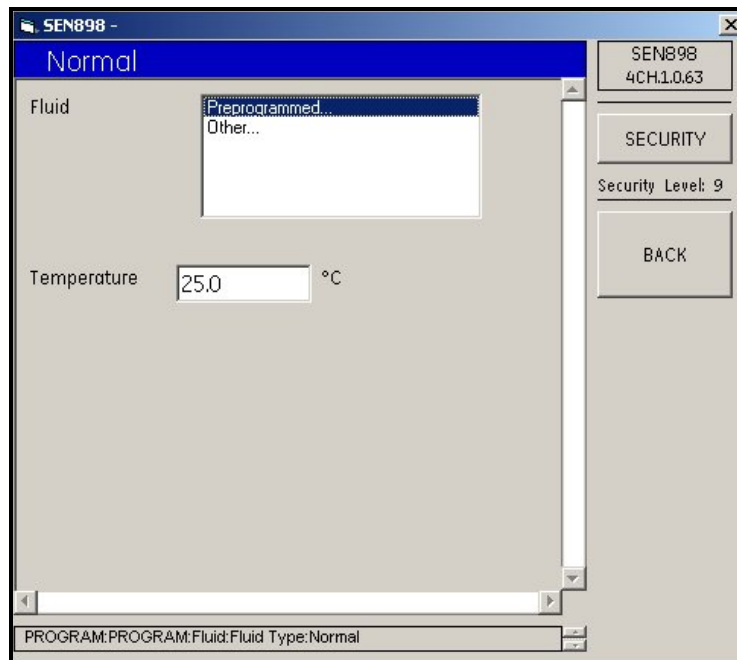 SEN898 -
Normal
SEN898
4CH.1.0.63
Fluid
Preprogrammed...
Other...
SECURITY
Security Level: 9
BACK
Temperature
25.0
°C
PROGRAM:PROGRAM:Fluid:Fluid Type:Normal